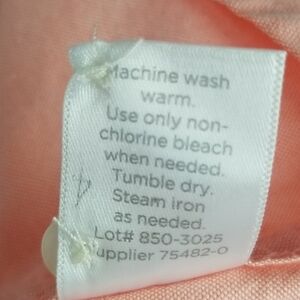 Machine wash
warm.
Use only non-
chlorine bleach
when needed.
Tumble dry.
Steam iron
as needed.
Lot# 850-3025
upplier 75482-0